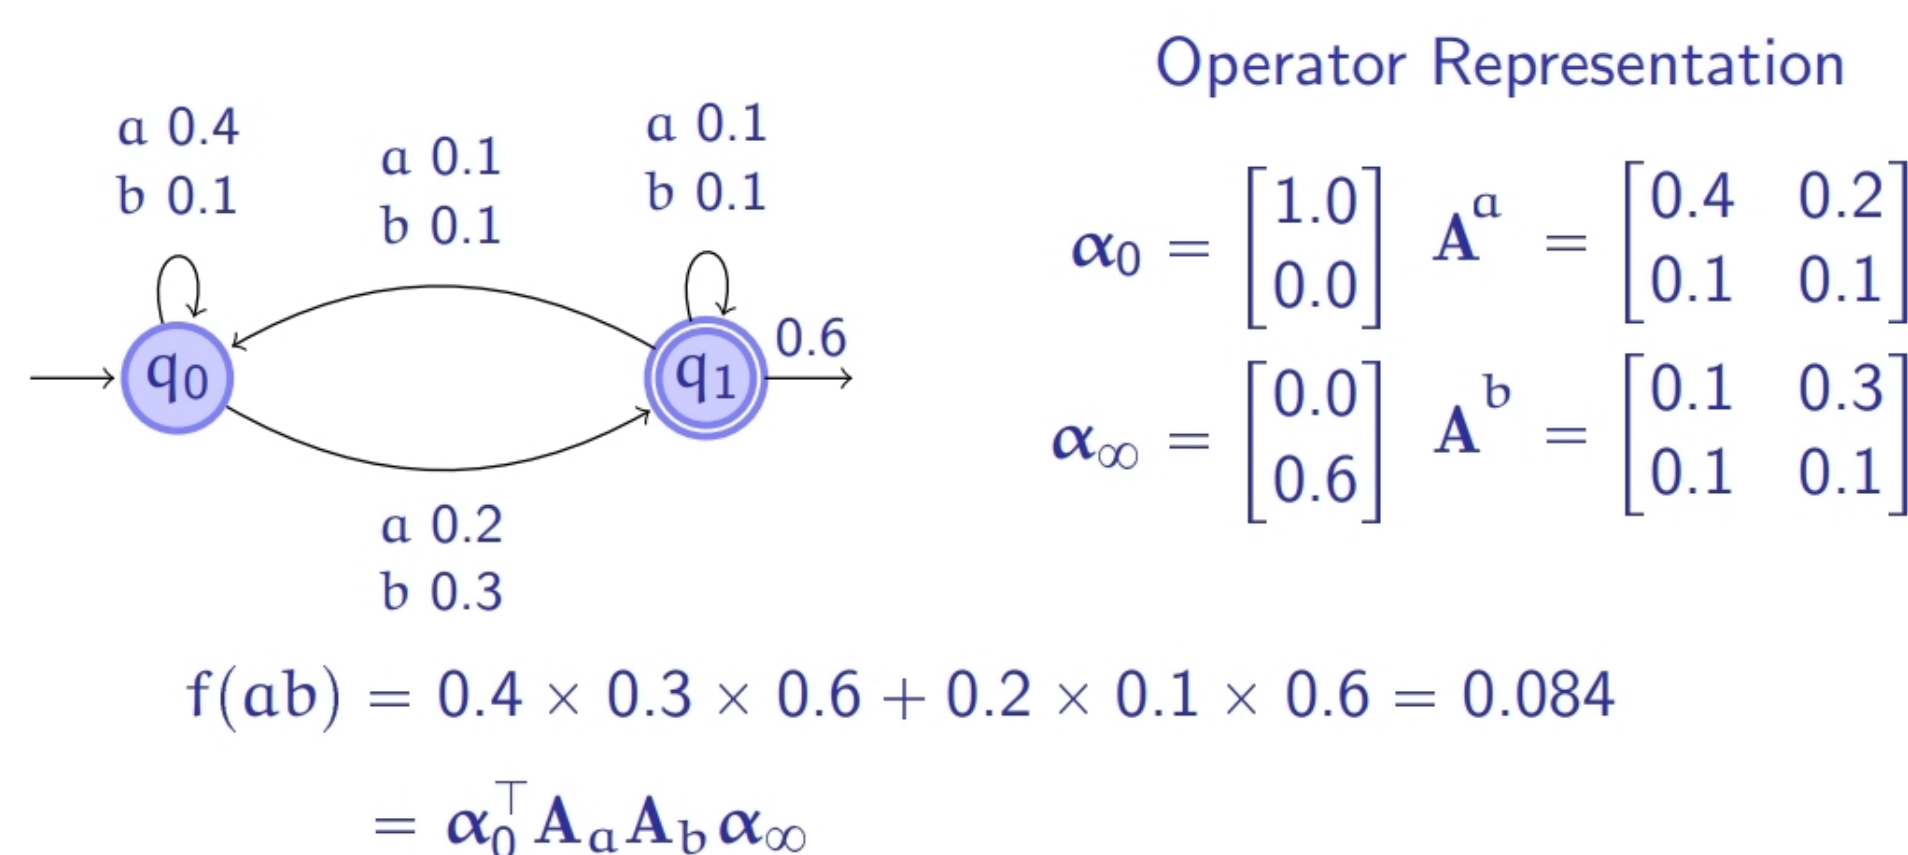 Operator Representation
a 0.4
b 0.1
a 0.1
b 0.1
a 0.1
b 0.1
q₀
q₁
0.6
a 0.2
b 0.3
α₀ = [1.0 0.0] Aᵃ = [0.4 0.2 0.1 0.1]
α∞ = [0.0 0.6] Aᵇ = [0.1 0.3 0.1 0.1]
f(ab) = 0.4 × 0.3 × 0.6 + 0.2 × 0.1 × 0.6 = 0.084
= α₀⊤ Aₐ A_b α∞